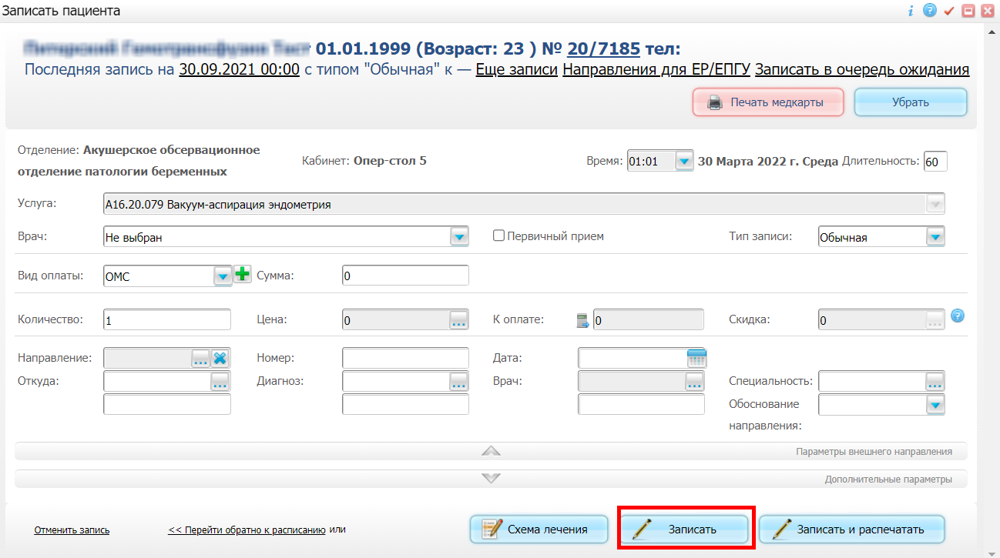 Записать пациента
01.01.1999 (Возраст: 23 ) № 20/7185 тел:
Последняя запись на 30.09.2021 00:00 с типом "Обычная" к — Еще записи Направления для ЕР/ЕПГУ Записать в очередь ожидания
Печать медкарты Убрать
Отделение: Акушерское обсервационное
отделение патологии беременных
Кабинет: Опер-стол 5
Время: 01:01 30 Марта 2022 г. Среда Длительность: 60
Услуга: A16.20.079 Вакуум-аспирация эндометрия
Врач: Не выбран Первичный прием Тип записи: Обычная
Вид оплаты: ОМС Сумма: 0
Количество: 1 Цена: 0 ... К оплате: 0 Скидка: 0 ... ?
Направление: ... Номер: Дата:
Откуда: ... Диагноз: ... Врач: ... Специальность: ...
Обоснование
направления:
Параметры внешнего направления
Дополнительные параметры
Отменить запись << Перейти обратно к расписанию или Схема лечения Записать Записать и распечатать